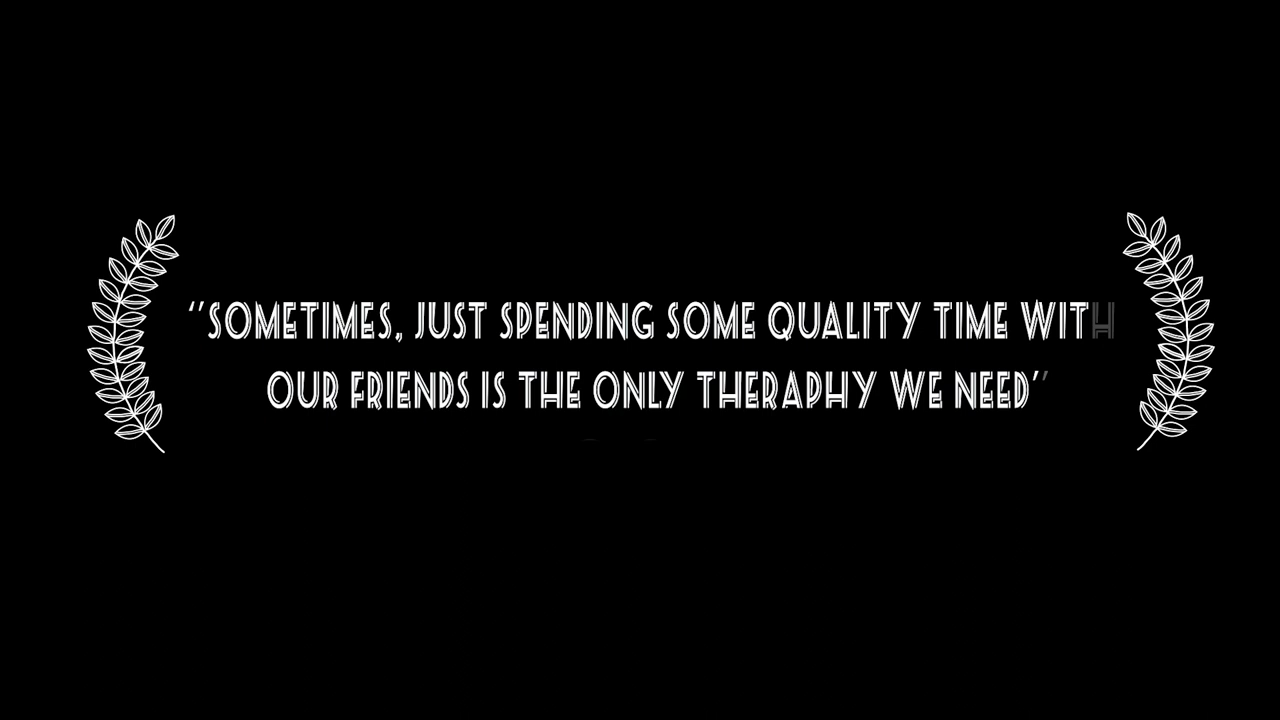 ‘’SOMETIMES, JUST SPENDING SOME QUALITY TIME WITH
OUR FRIENDS IS THE ONLY THERAPHY WE NEED’’